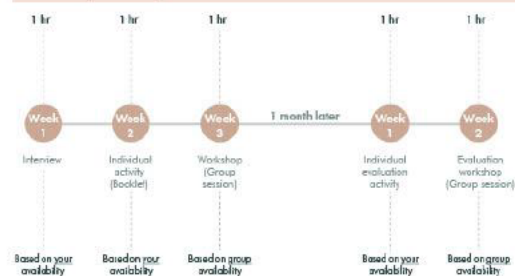 1 hr 1 hr 1 hr 1 hr 1 hr
Week Week Week Week Week
1 2 3 1 2
1 month later
Interview Individual Workshop Individual Evaluation
activity (Group evaluation workshop
(Booklet) session) activity (Group session)
Based on your Based on your Based on group Based on your Based on group
availability availability availability availability availability